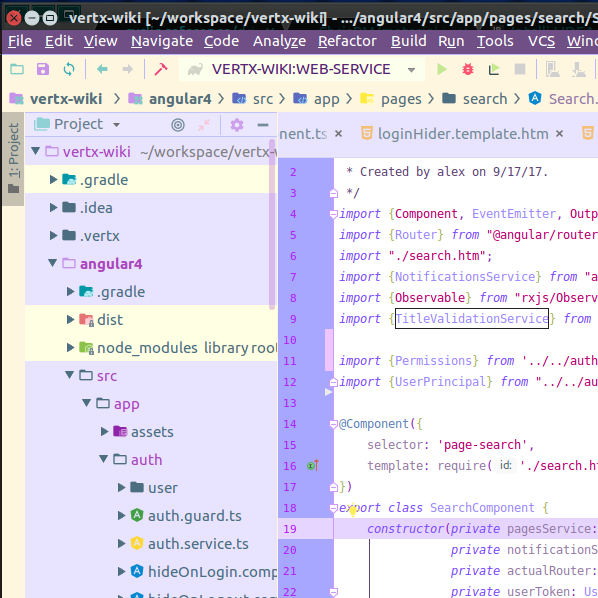 vertx-wiki [~/workspace/vertx-wiki] - .../angular4/src/app/pages/search/S
File Edit View Navigate Code Analyze Refactor Build Run Tools VCS Wind
VERTX-WIKI:WEB-SERVICE
vertx-wiki > angular4 > src > app > pages > search > Search.
1: Project
Project
nent.ts × loginHider.template.htm ×
vertx-wiki ~/workspace/vertx-w
.gradle
.idea
.vertx
angular4
.gradle
dist
node_modules library root
src
app
assets
auth
user
auth.guard.ts
auth.service.ts
hideOnLogin.comp
hideOnLogout.com
2 * Created by alex on 9/17/17.
3 */
4 import {Component, EventEmitter, Outp
5 import {Router} from "@angular/router
6 import "./search.htm";
7 import {NotificationsService} from "a
8 import {Observable} from "rxjs/Observ
9 import {TitleValidationService} from
10
11 import {Permissions} from '../../auth
12 import {UserPrincipal} from "../../au
13
14 @Component({
15 selector: 'page-search',
16 template: require( id: './search.ht
17 })
18 export class SearchComponent {
19 constructor(private pagesService:
20 private notificationS
21 private actualRouter:
22 private userToken: Us